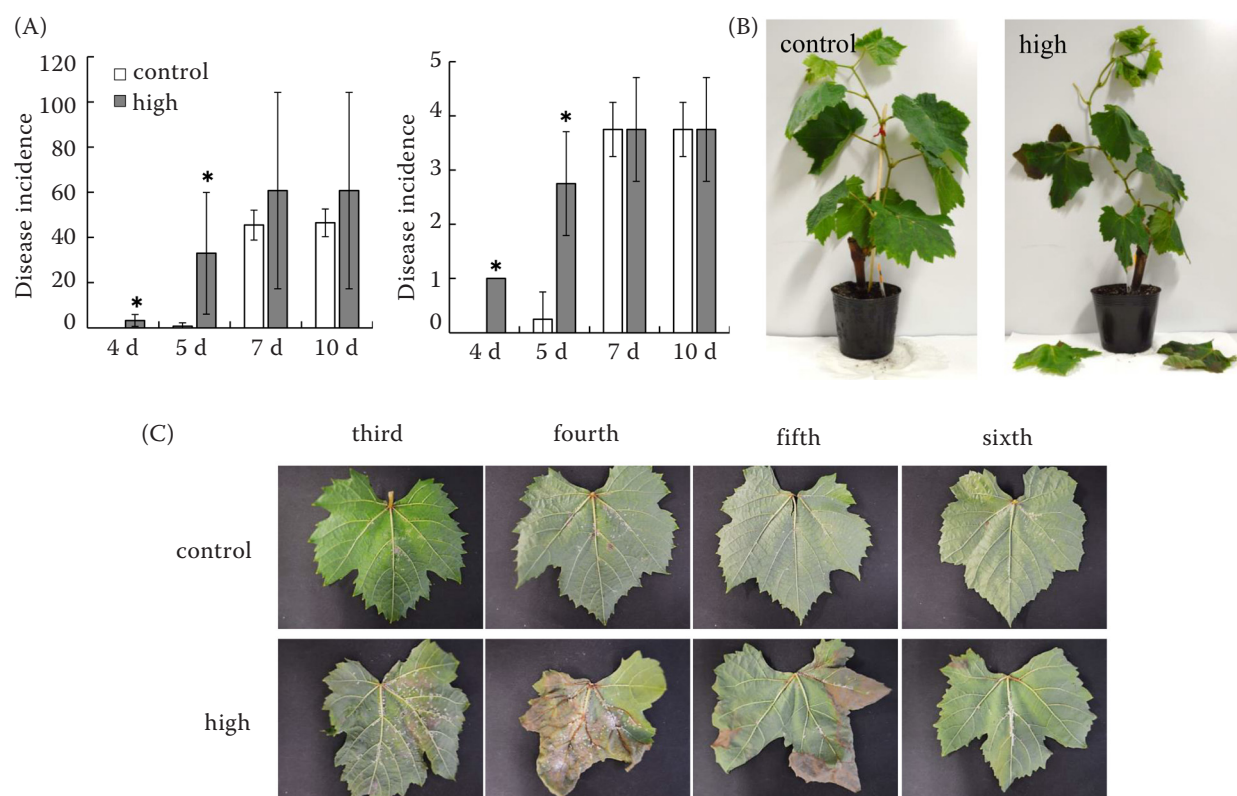 (A)
Disease incidence
120
100
80
60
40
20
0
control
high
*
*
4 d 5 d 7 d 10 d
Disease incidence
5
4
3
2
1
0
*
*
4 d 5 d 7 d 10 d
(B)
control
high
(C)
third fourth fifth sixth
control
high